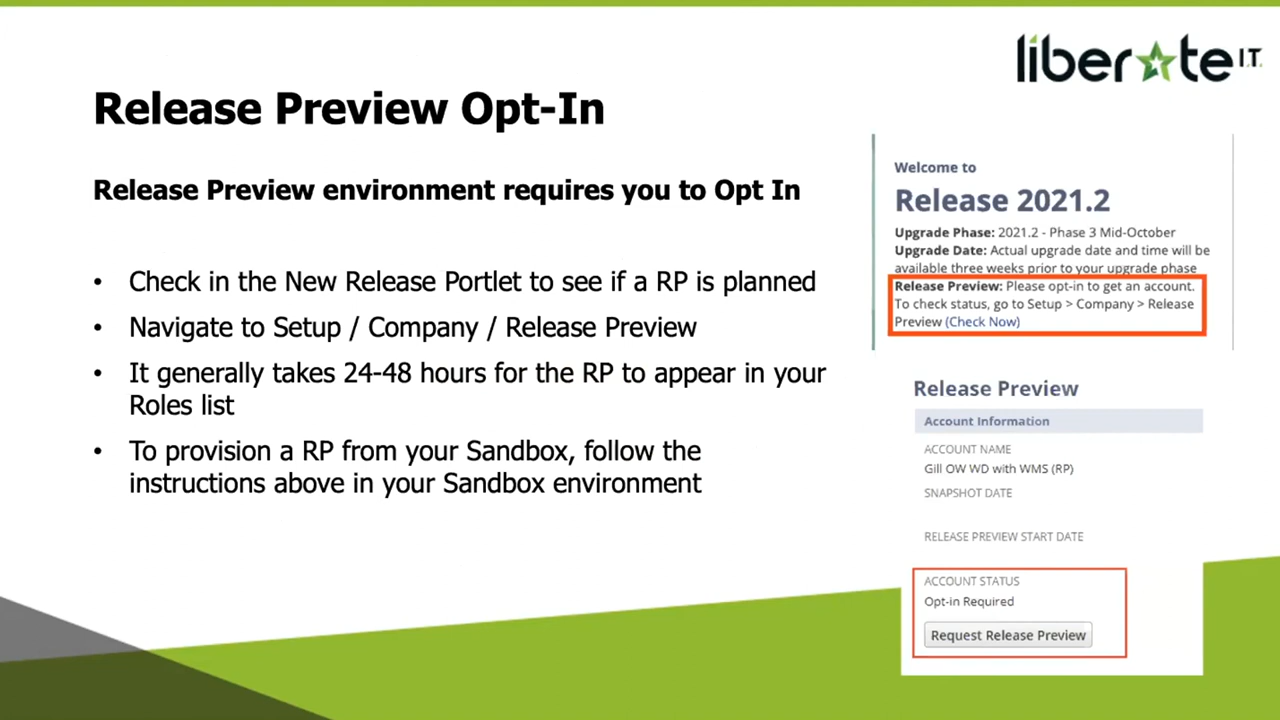 liberate I.T.
Release Preview Opt-In
Release Preview environment requires you to Opt In
• Check in the New Release Portlet to see if a RP is planned
• Navigate to Setup / Company / Release Preview
• It generally takes 24-48 hours for the RP to appear in your
Roles list
• To provision a RP from your Sandbox, follow the
instructions above in your Sandbox environment
Welcome to
Release 2021.2
Upgrade Phase: 2021.2 - Phase 3 Mid-October
Upgrade Date: Actual upgrade date and time will be
available three weeks prior to your upgrade phase
Release Preview: Please opt-in to get an account.
To check status, go to Setup > Company > Release
Preview (Check Now)
Release Preview
Account Information
ACCOUNT NAME
Gill OW WD with WMS (RP)
SNAPSHOT DATE
RELEASE PREVIEW START DATE
ACCOUNT STATUS
Opt-in Required
Request Release Preview